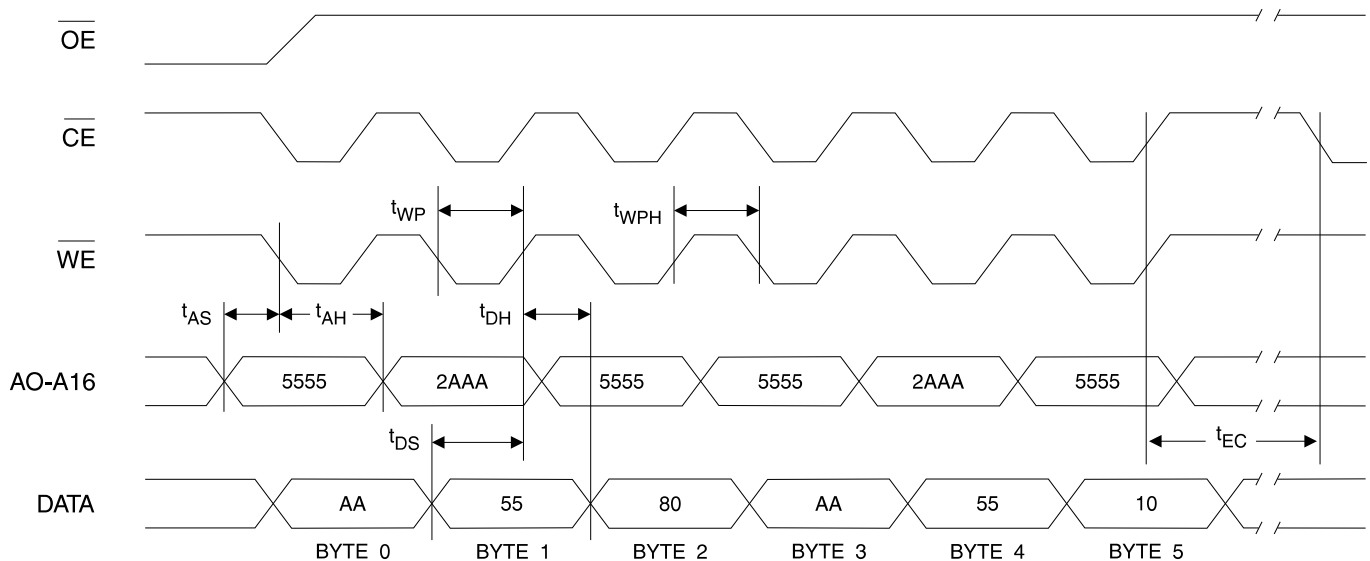 OE
CE
tWP
tWPH
WE
tAS
tAH
tDH
AO-A16
5555
2AAA
5555
5555
2AAA
5555
tDS
tEC
DATA
AA
55
80
AA
55
10
BYTE 0
BYTE 1
BYTE 2
BYTE 3
BYTE 4
BYTE 5